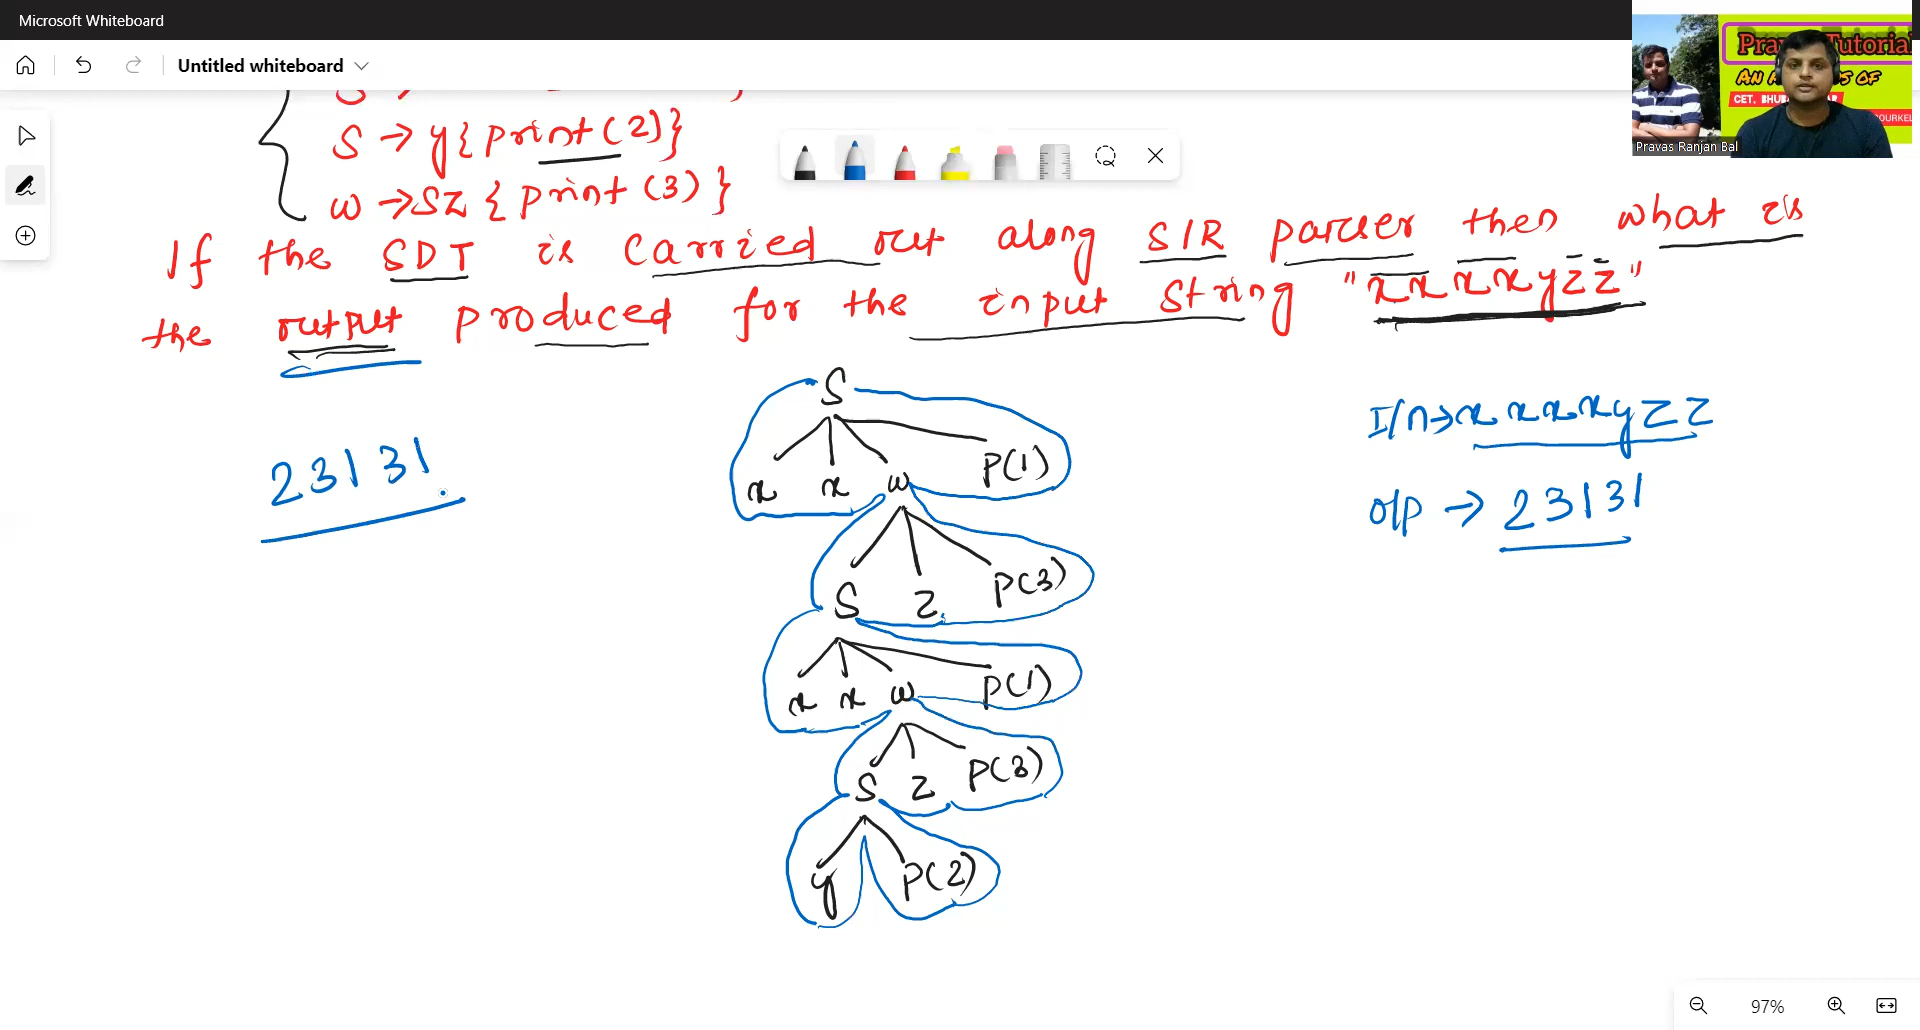 Microsoft Whiteboard
Untitled whiteboard
S → y{print(2)}
w → Sz {print(3)}
If the SDT is carried out along S/R parser then what is
the output produced for the input string "xxxxyzz"
S
x x w P(1)
S z P(3)
x x w P(1)
S z P(3)
y P(2)
23131
I/n → xxxxyzz
o/p → 23131
Pravas Ranjan Bal
97%